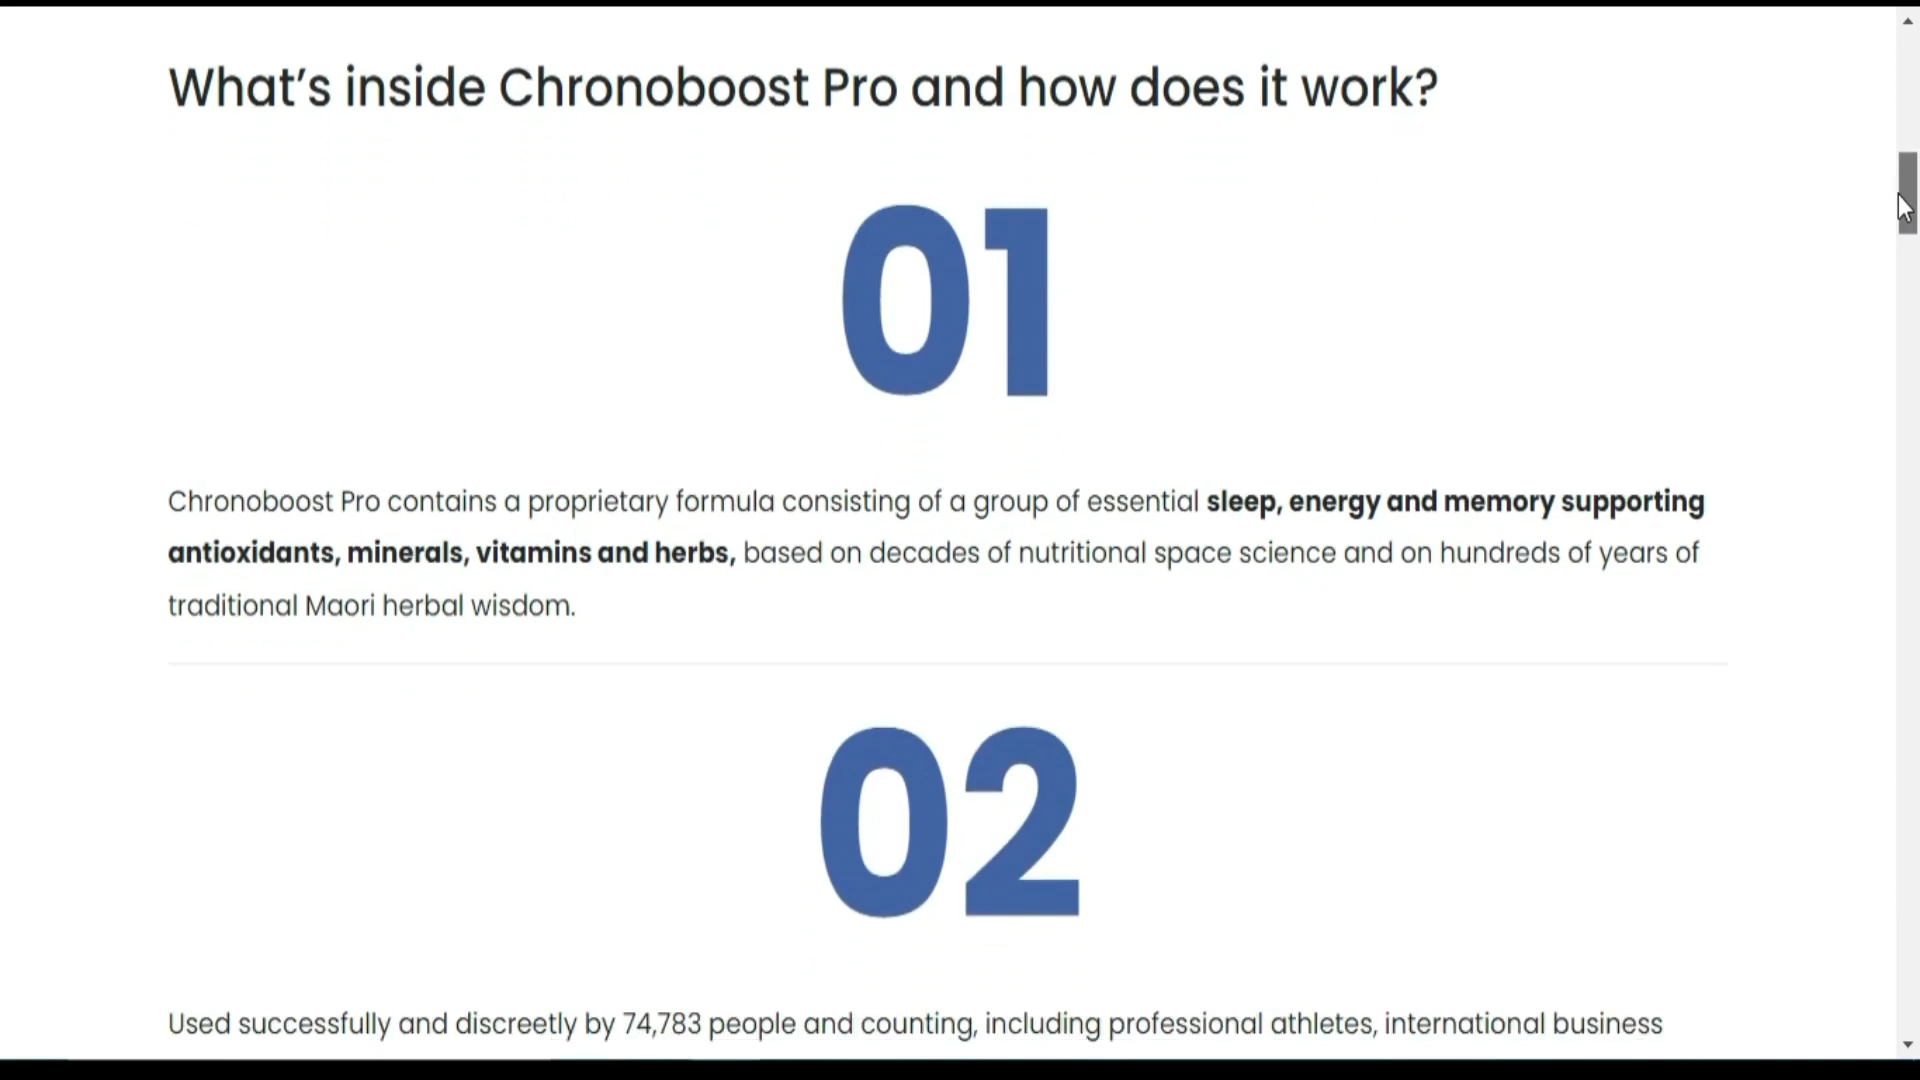 What’s inside Chronoboost Pro and how does it work?
01
Chronoboost Pro contains a proprietary formula consisting of a group of essential sleep, energy and memory supporting
antioxidants, minerals, vitamins and herbs, based on decades of nutritional space science and on hundreds of years of
traditional Maori herbal wisdom.
02
Used successfully and discreetly by 74,783 people and counting, including professional athletes, international business